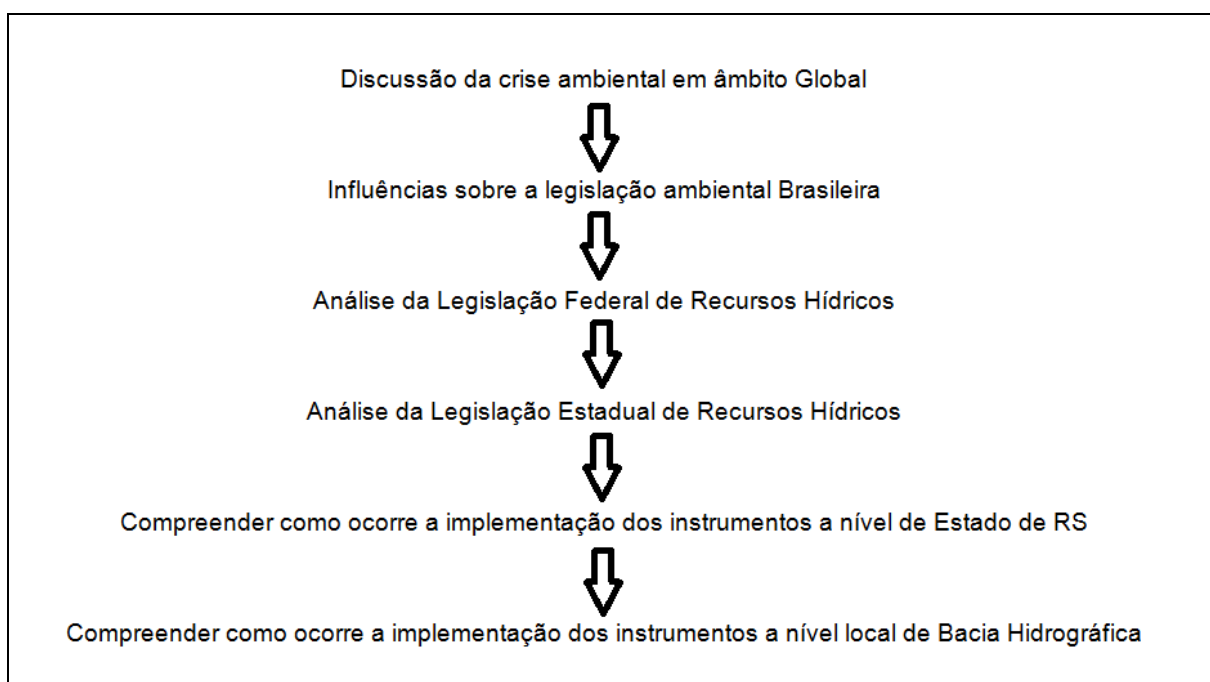 Discussão da crise ambiental em âmbito Global
Influências sobre a legislação ambiental Brasileira
Análise da Legislação Federal de Recursos Hídricos
Análise da Legislação Estadual de Recursos Hídricos
Compreender como ocorre a implementação dos instrumentos a nível de Estado de RS
Compreender como ocorre a implementação dos instrumentos a nível local de Bacia Hidrográfica